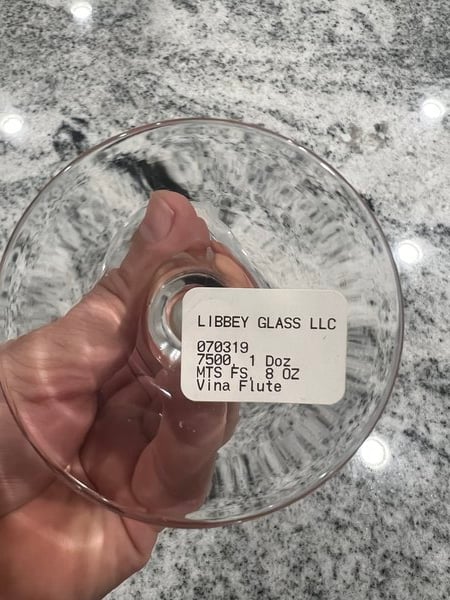 LIBBEY GLASS LLC
070319
7500, 1 Doz
MTS FS, 8 OZ
Vina Flute